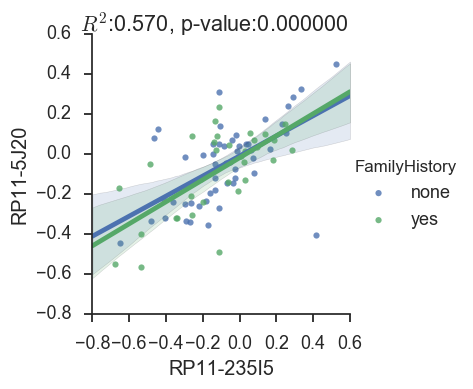 R²:0.570, p-value:0.000000
0.6
0.4
0.2
0.0
−0.2
−0.4
−0.6
−0.8
RP11-5J20
−0.8 −0.6 −0.4 −0.2 0.0 0.2 0.4 0.6
RP11-235I5
FamilyHistory
none
yes